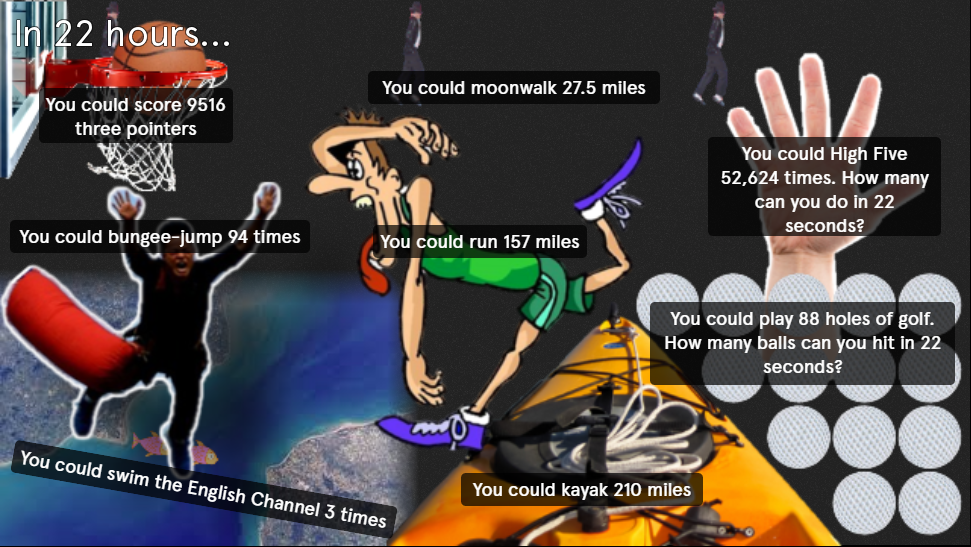 In 22 hours...
You could score 9516
three pointers
You could moonwalk 27.5 miles
You could High Five
52,624 times. How many
can you do in 22
seconds?
You could bungee-jump 94 times
You could run 157 miles
You could play 88 holes of golf.
How many balls can you hit in 22
seconds?
You could swim the English Channel 3 times
You could kayak 210 miles